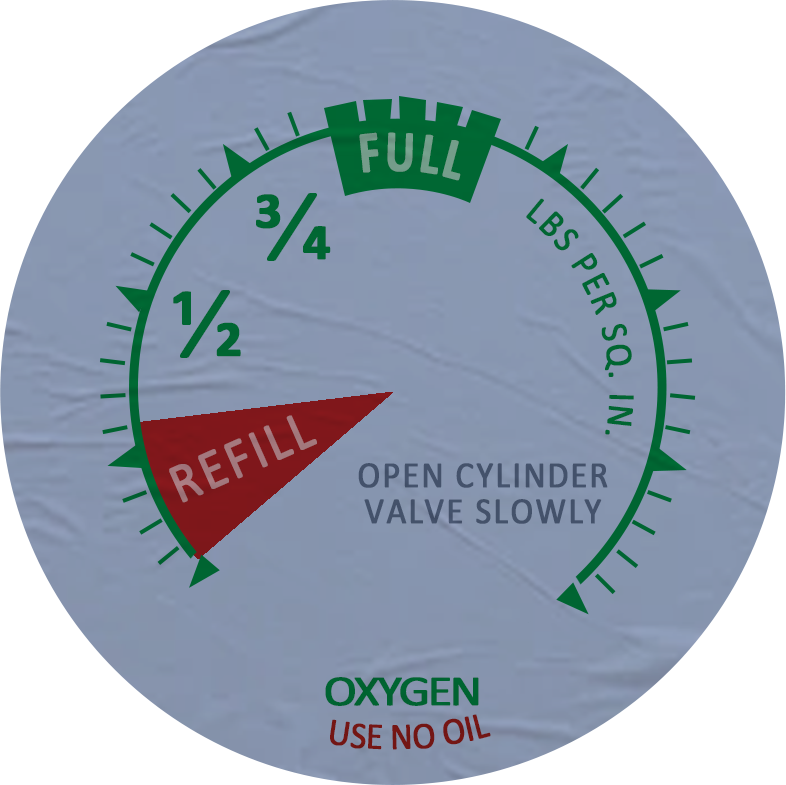 FULL
¾
½
LBS PER SQ. IN.
REFILL
OPEN CYLINDER
VALVE SLOWLY
OXYGEN
USE NO OIL